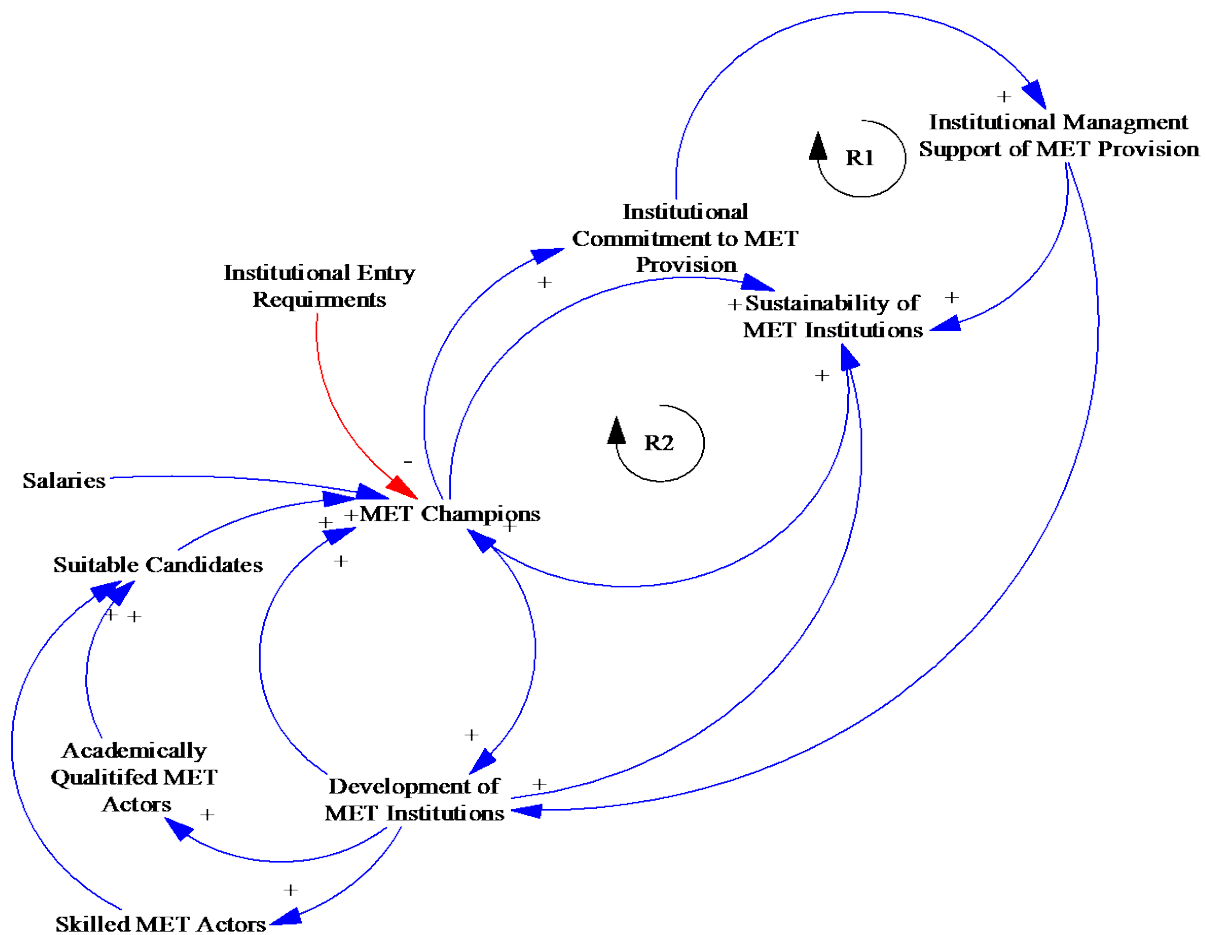 +
Institutional Managment
Support of MET Provision
R1
Institutional
Commitment to MET
Provision
+
Institutional Entry
Requirments
+
Sustainability of
MET Institutions
+
+
R2
-
Salaries
+
+
MET Champions
+
+
Suitable Candidates
+
+
+
Academically
Qualitifed MET
Actors
+
Development of
MET Institutions
+
+
Skilled MET Actors